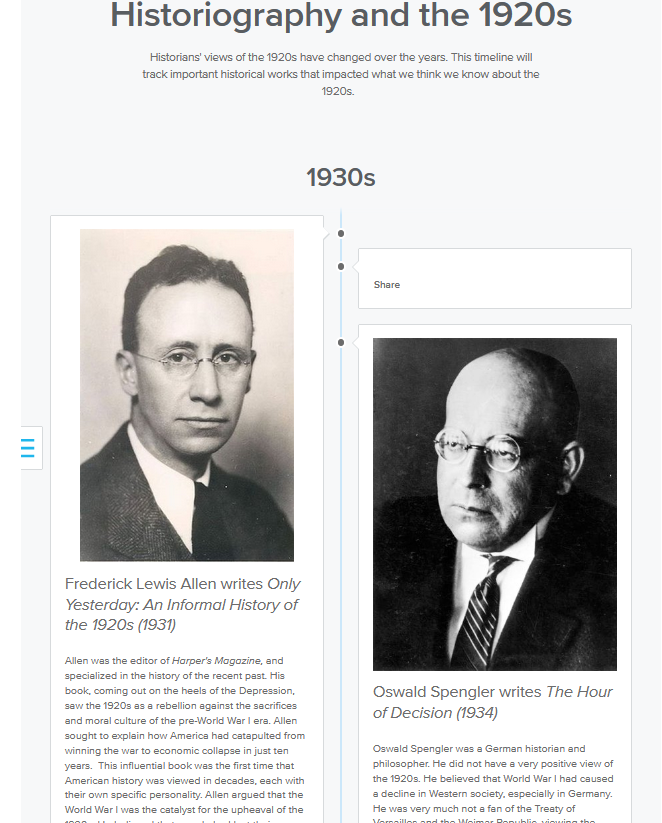 Historiography and the 1920s
Historians' views of the 1920s have changed over the years. This timeline will
track important historical works that impacted what we think we know about the
1920s.
1930s
Share
Frederick Lewis Allen writes Only
Yesterday: An Informal History of
the 1920s (1931)
Allen was the editor of Harper's Magazine, and
specialized in the history of the recent past. His
book, coming out on the heels of the Depression,
saw the 1920s as a rebellion against the sacrifices
and moral culture of the pre-World War I era. Allen
sought to explain how America had catapulted from
winning the war to economic collapse in just ten
years. This influential book was the first time that
American history was viewed in decades, each with
their own specific personality. Allen argued that the
World War I was the catalyst for the upheaval of the
Oswald Spengler writes The Hour
of Decision (1934)
Oswald Spengler was a German historian and
philosopher. He did not have a very positive view of
the 1920s. He believed that World War I had caused
a decline in Western society, especially in Germany.
He was very much not a fan of the Treaty of
Versailles and the Weimar Republic, viewing the